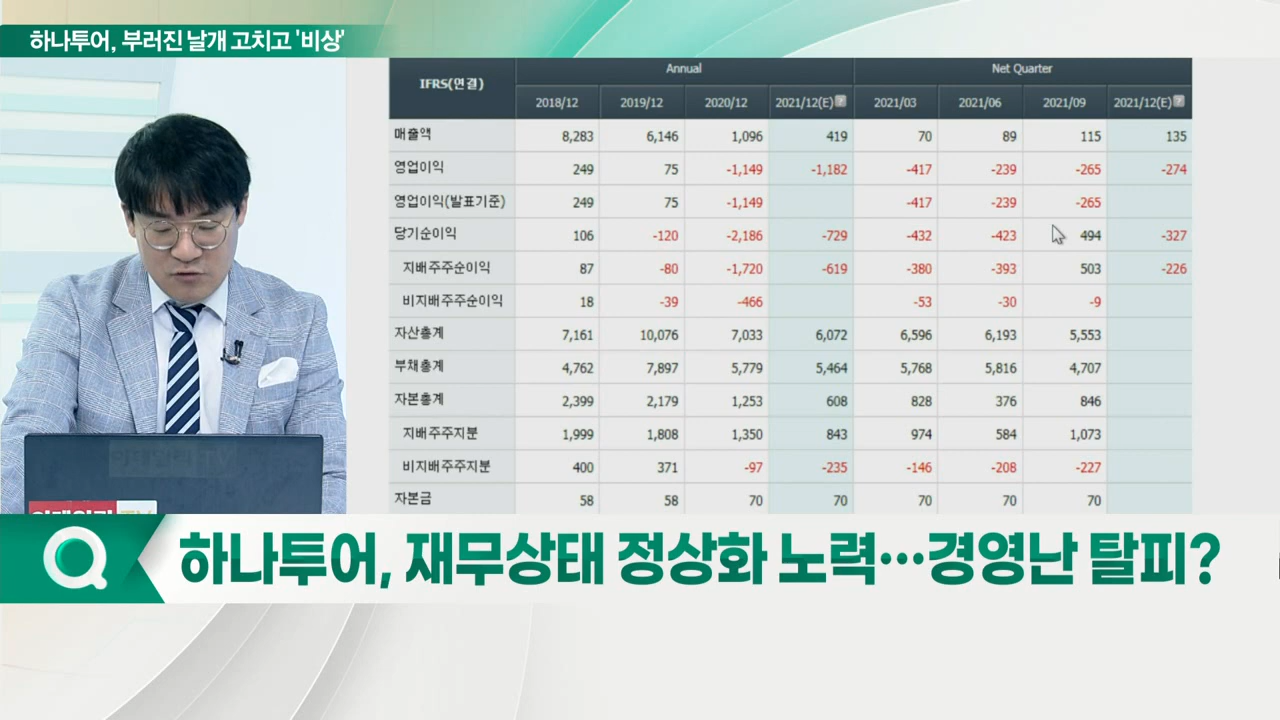 하나투어, 부러진 날개 고치고 '비상'
IFRS(연결) Annual Net Quarter
2018/12 2019/12 2020/12 2021/12(E) 2021/03 2021/06 2021/09 2021/12(E)
매출액 8,283 6,146 1,096 419 70 89 115 135
영업이익 249 75 -1,149 -1,182 -417 -239 -265 -274
영업이익(발표기준) 249 75 -1,149 -417 -239 -265
당기순이익 106 -120 -2,186 -729 -432 -423 494 -327
지배주주순이익 87 -80 -1,720 -619 -380 -393 503 -226
비지배주주순이익 18 -39 -466 -53 -30 -9
자산총계 7,161 10,076 7,033 6,072 6,596 6,193 5,553
부채총계 4,762 7,897 5,779 5,464 5,768 5,816 4,707
자본총계 2,399 2,179 1,253 608 828 376 846
지배주주지분 1,999 1,808 1,350 843 974 584 1,073
비지배주주지분 400 371 -97 -235 -146 -208 -227
자본금 58 58 70 70 70 70 70
하나투어, 재무상태 정상화 노력…경영난 탈피?